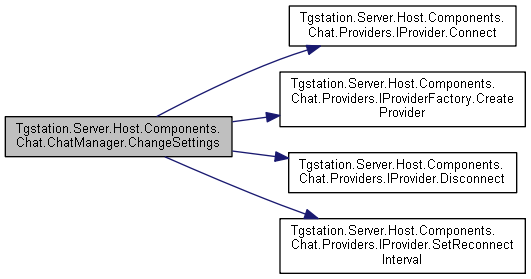 Tgstation.Server.Host.Components.
Chat.Providers.IProvider.Connect
Tgstation.Server.Host.Components.
Chat.Providers.IProviderFactory.Create
Provider
Tgstation.Server.Host.Components.
Chat.ChatManager.ChangeSettings
Tgstation.Server.Host.Components.
Chat.Providers.IProvider.Disconnect
Tgstation.Server.Host.Components.
Chat.Providers.IProvider.SetReconnect
Interval